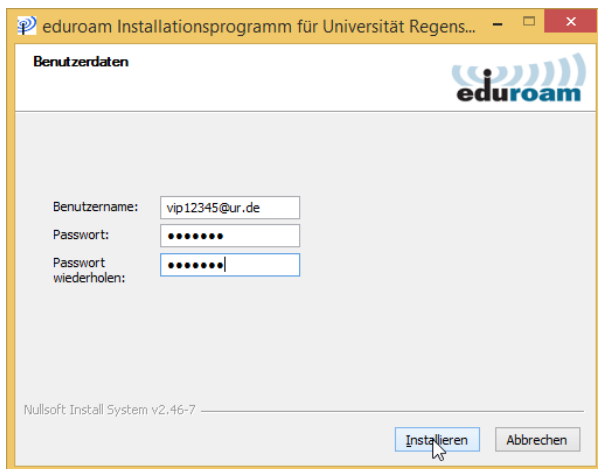 eduroam Installationsprogramm für Universität Regens...
Benutzerdaten
eduroam
Benutzername: vip12345@ur.de
Passwort: •••••••
Passwort
wiederholen: •••••••
Nullsoft Install System v2.46-7
Installieren Abbrechen